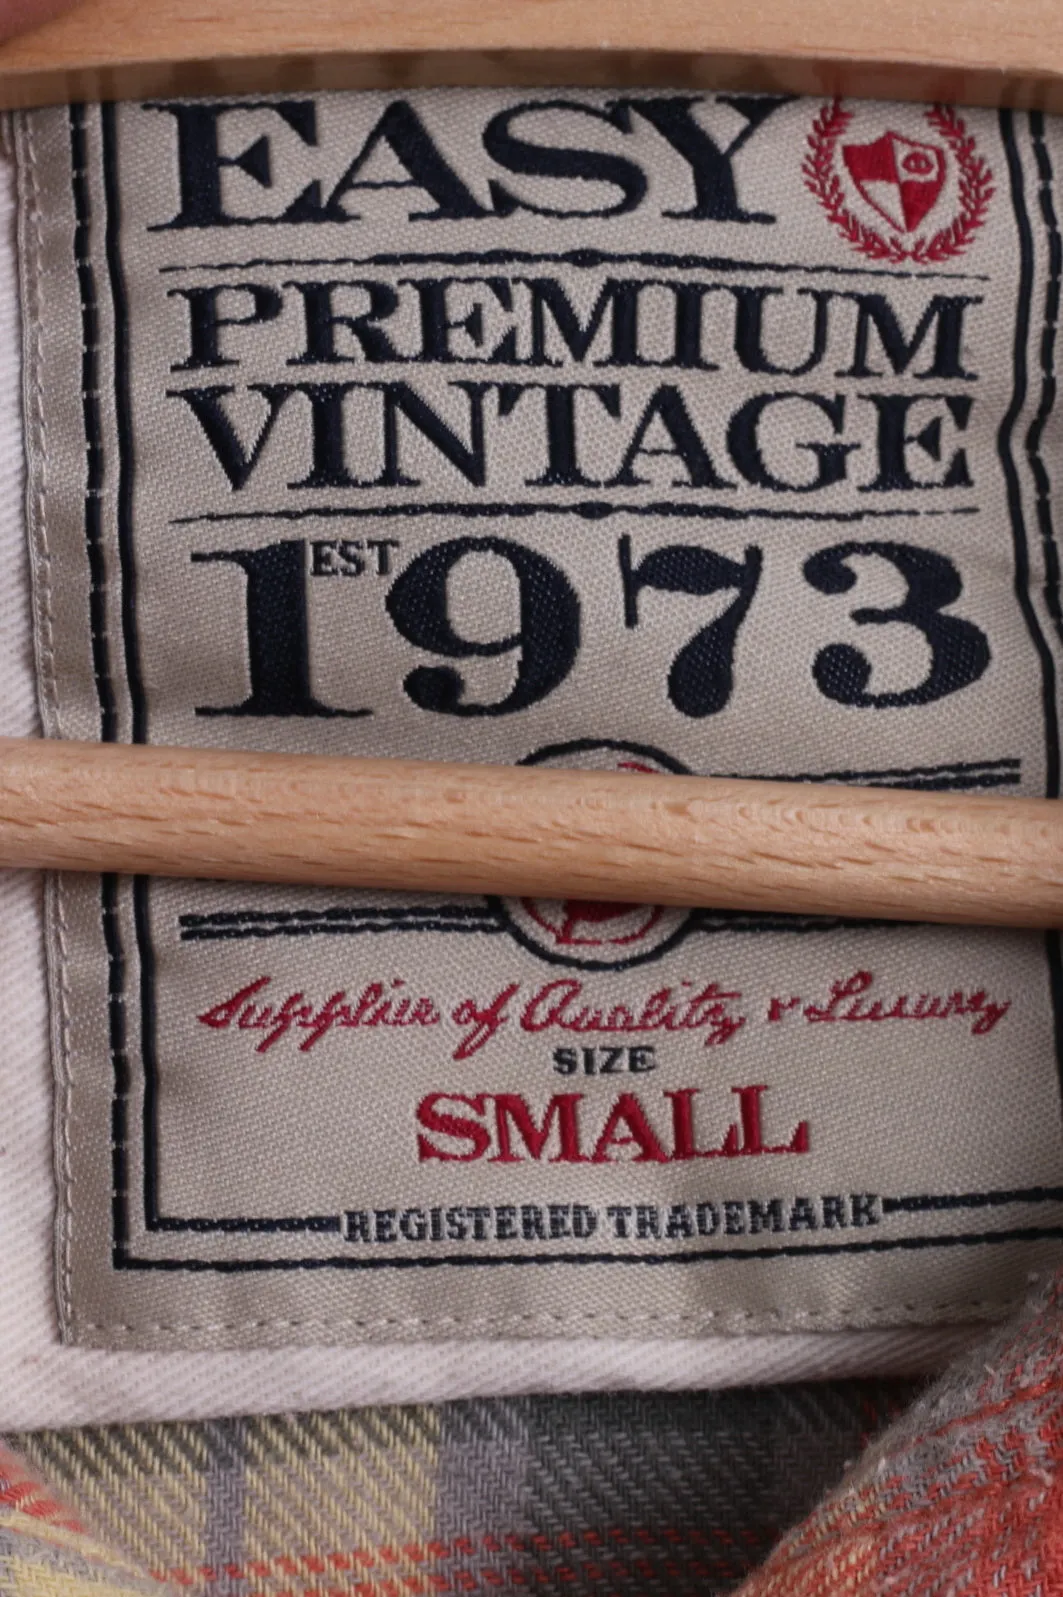 EASY
PREMIUM
VINTAGE
EST
1973
Supplier of Quality & Luxury
SIZE
SMALL
REGISTERED TRADEMARK